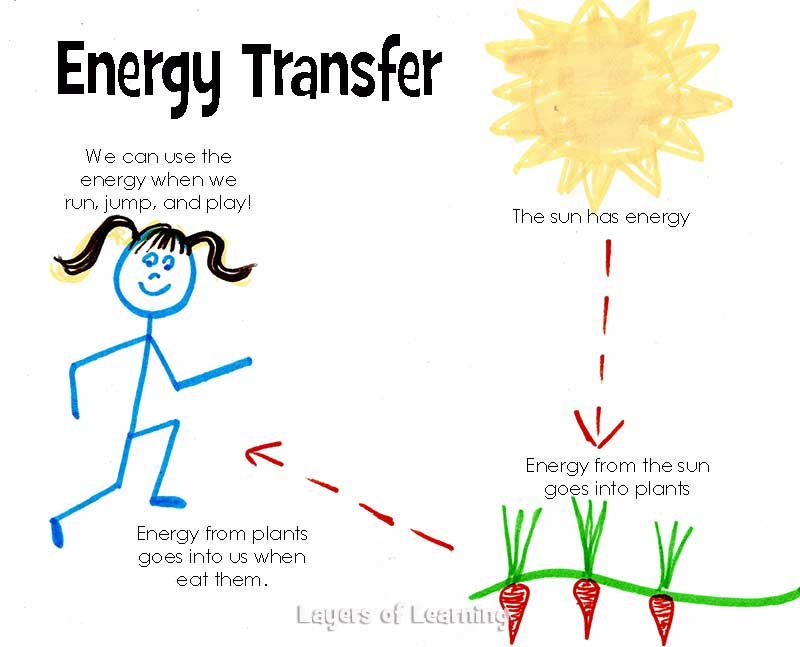 Energy Transfer
We can use the
energy when we
run, jump, and play!
The sun has energy
Energy from the sun
goes into plants
Energy from plants
goes into us when
eat them.
Layers of Learning